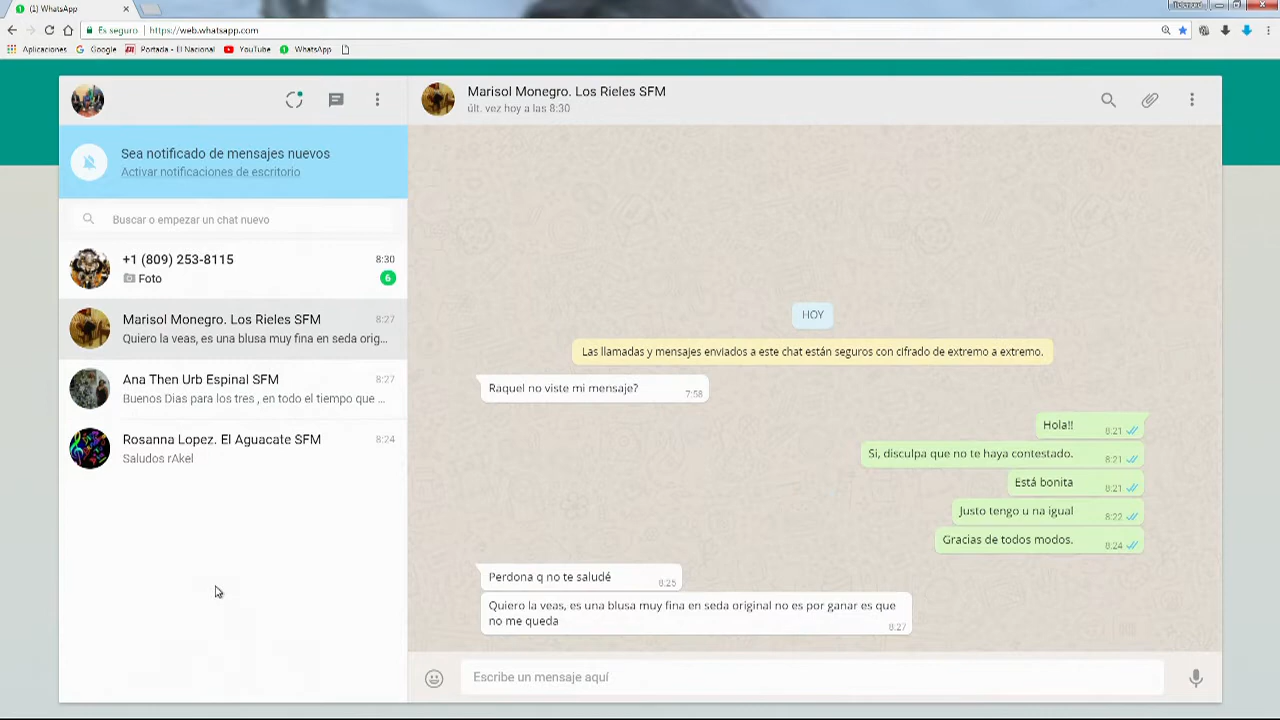 (1) WhatsApp
Es seguro
https://web.whatsapp.com
Aplicaciones
Google
Portada - El Nacional
YouTube
WhatsApp
Marisol Monegro. Los Rieles SFM
últ. vez hoy a las 8:30
Sea notificado de mensajes nuevos
Activar notificaciones de escritorio
Buscar o empezar un chat nuevo
+1 (809) 253-8115 8:30
Foto 6
Marisol Monegro. Los Rieles SFM 8:27
Quiero la veas, es una blusa muy fina en seda orig...
Ana Then Urb Espinal SFM 8:27
Buenos Dias para los tres , en todo el tiempo que ...
Rosanna Lopez. El Aguacate SFM 8:24
Saludos rAkel
HOY
Las llamadas y mensajes enviados a este chat están seguros con cifrado de extremo a extremo.
Raquel no viste mi mensaje? 7:58
Hola!! 8:21
Si, disculpa que no te haya contestado. 8:21
Está bonita 8:21
Justo tengo u na igual 8:22
Gracias de todos modos. 8:24
Perdona q no te saludé 8:25
Quiero la veas, es una blusa muy fina en seda original no es por ganar es que
no me queda 8:27
Escribe un mensaje aquí